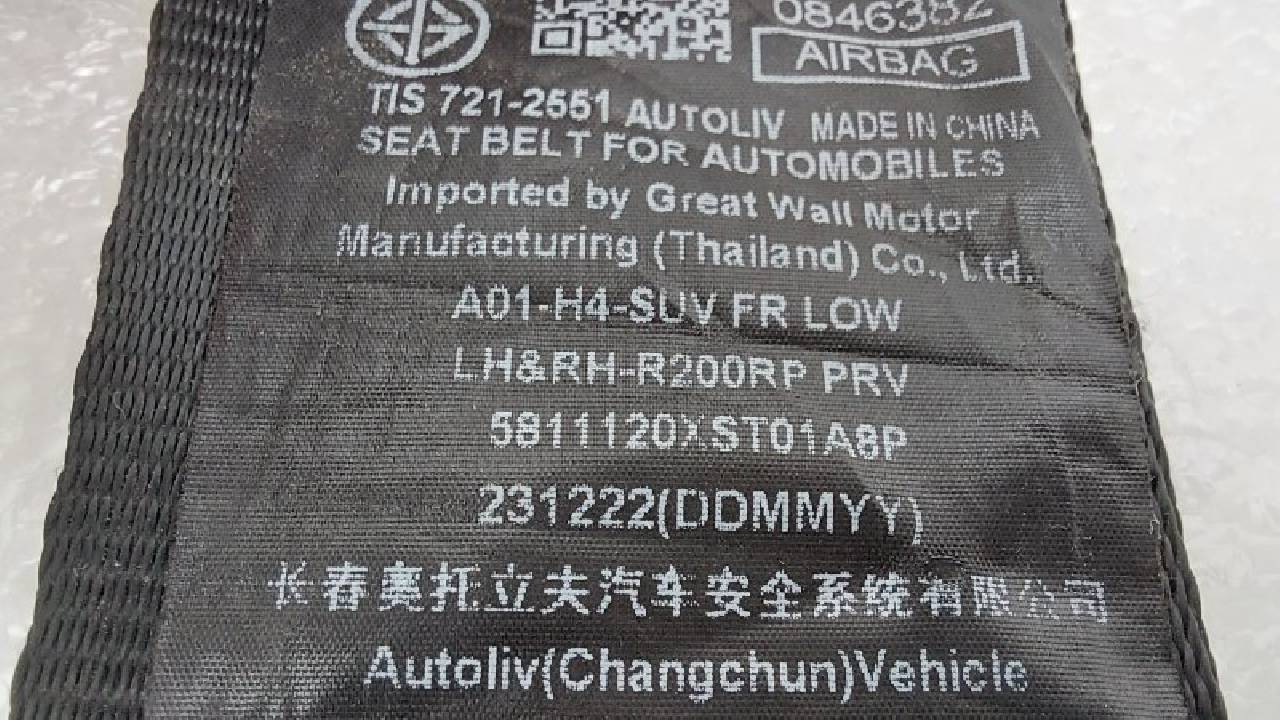 0846382
AIRBAG
TIS 721-2551 AUTOLIV MADE IN CHINA
SEAT BELT FOR AUTOMOBILES
Imported by Great Wall Motor
Manufacturing (Thailand) Co., Ltd.
A01-H4-SUV FR LOW
LH&RH-R200RP PRV
5811120XST01A8P
231222(DDMMYY)
长春奥托立夫汽车安全系统有限公司
Autoliv(Changchun)Vehicle